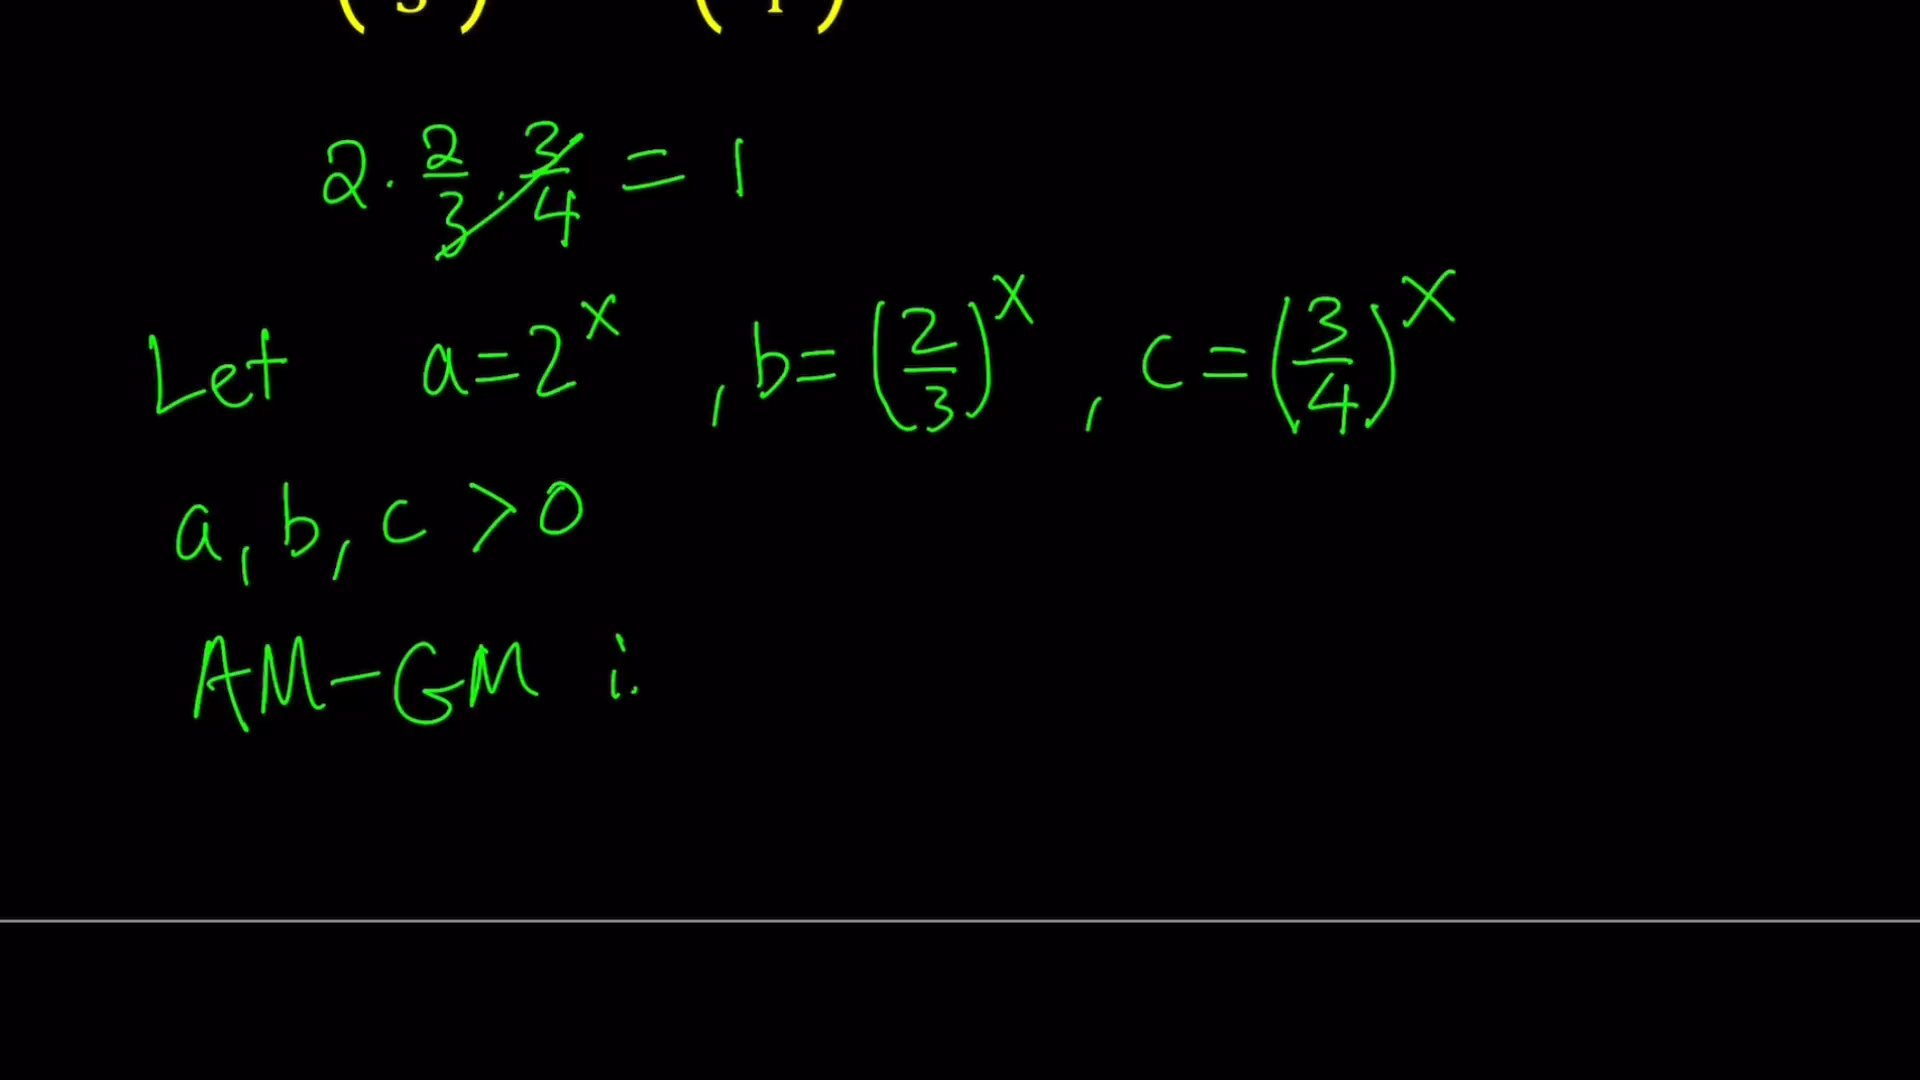 2 · 2/3 · 3/4 = 1
Let a=2^x , b=(2/3)^x , c=(3/4)^x
a, b, c > 0
AM-GM i.